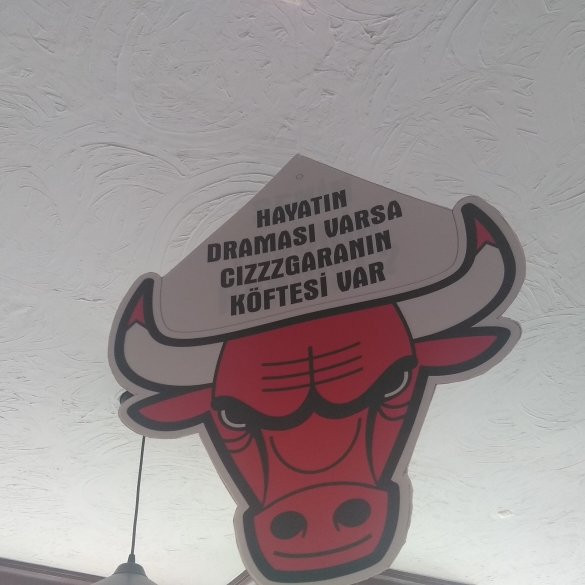 HAYATIN
DRAMASI VARSA
CIZZZGARANIN
KÖFTESİ VAR